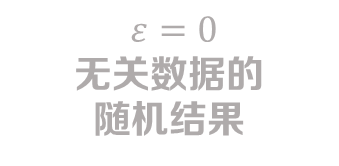 ε = 0
无关数据的
随机结果